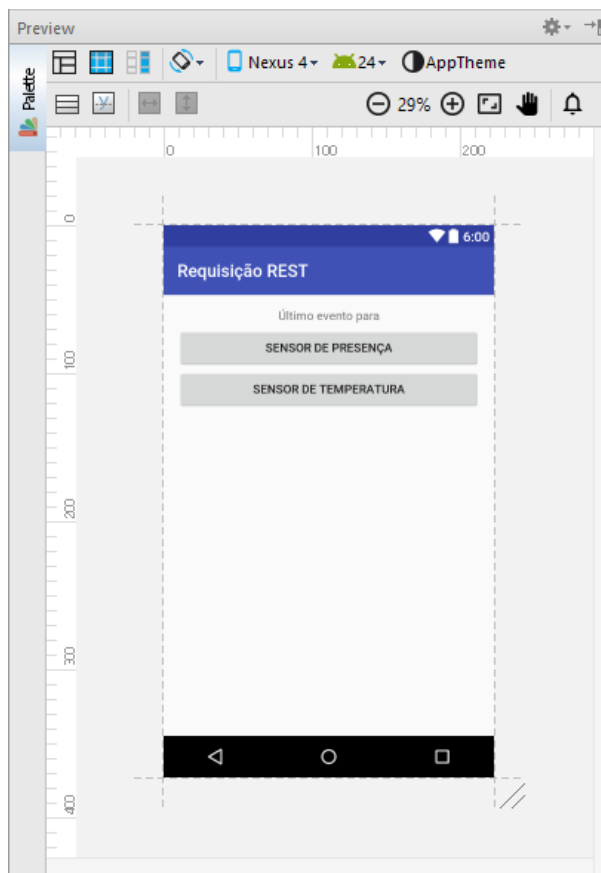 Preview
Palette
Nexus 4 24 AppTheme
29%
0 100 200
0
6:00
Requisição REST
Último evento para
SENSOR DE PRESENÇA
100
SENSOR DE TEMPERATURA
200
300
400